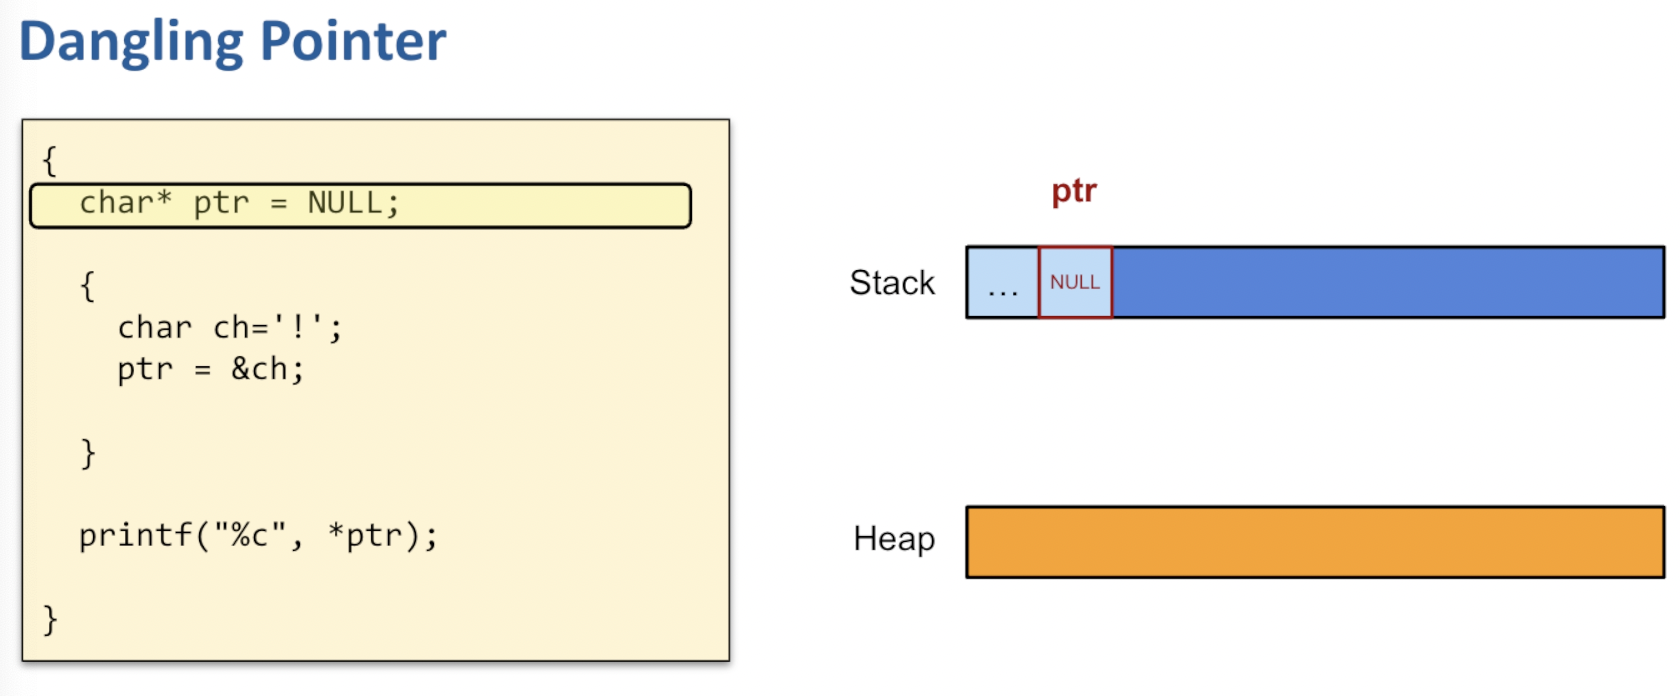 Dangling Pointer
{
char* ptr = NULL;
{
char ch='!';
ptr = &ch;
}
printf("%c", *ptr);
}
ptr
Stack
...
NULL
Heap